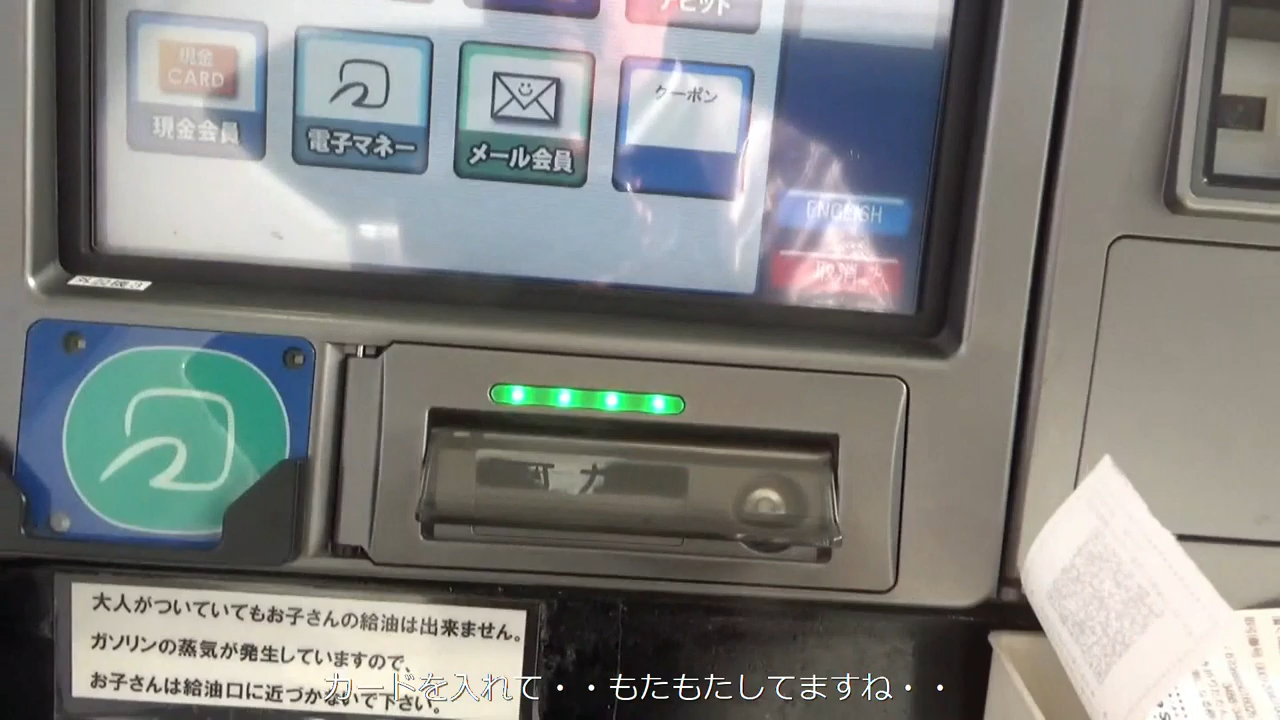 デビット
現金
CARD
現金会員
電子マネー
メール会員
クーポン
ENGLISH
取消
大人がついていてもお子さんの給油は出来ません。
ガソリンの蒸気が発生していますので、
お子さんは給油口に近づかないで下さい。
カードを入れて・・もたもたしてますね・・